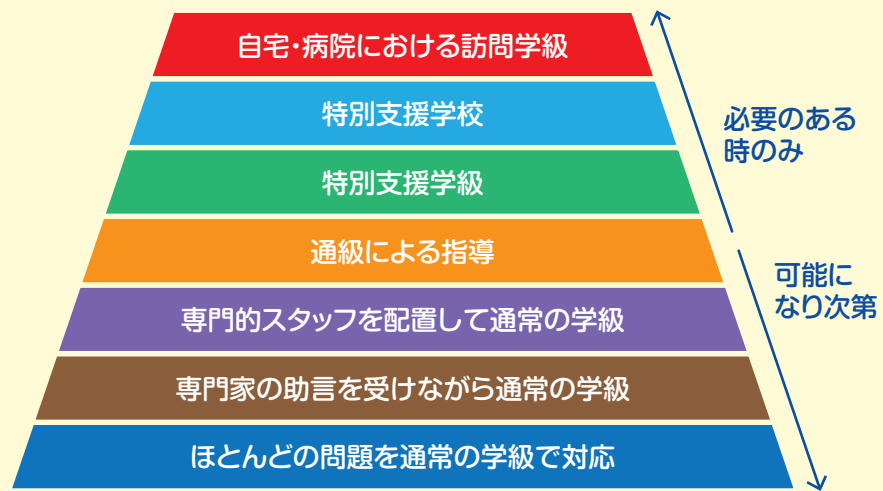 自宅・病院における訪問学級
特別支援学校
特別支援学級
通級による指導
専門的スタッフを配置して通常の学級
専門家の助言を受けながら通常の学級
ほとんどの問題を通常の学級で対応
必要のある
時のみ
可能に
なり次第